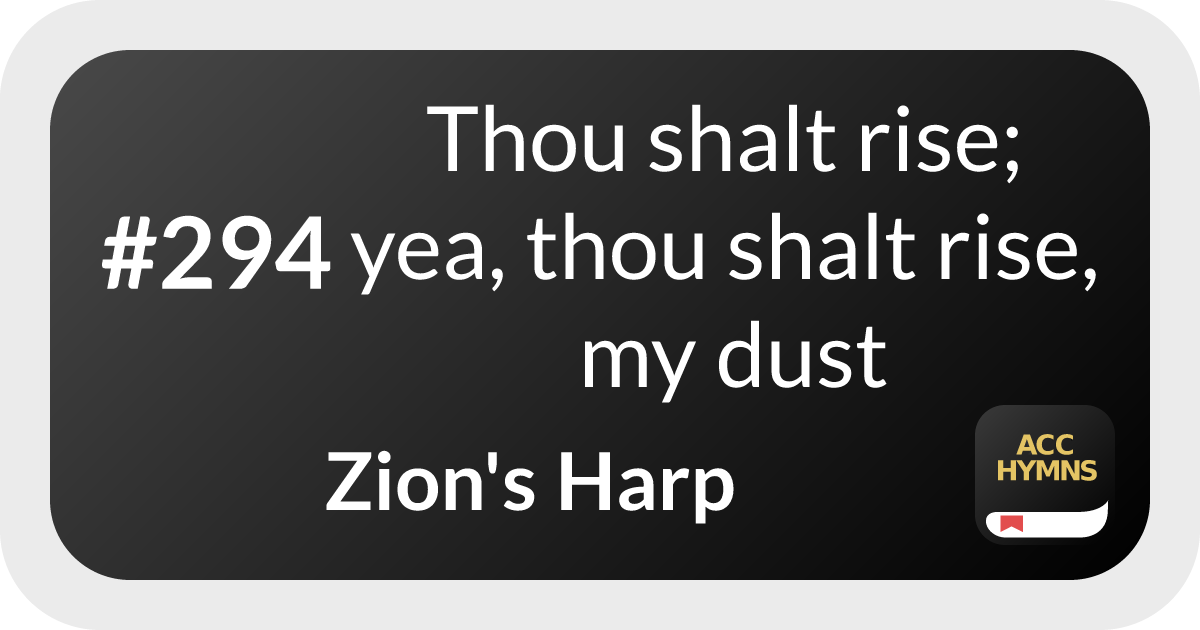 Thou shalt rise;
#294 yea, thou shalt rise,
my dust
Zion's Harp
ACC
HYMNS